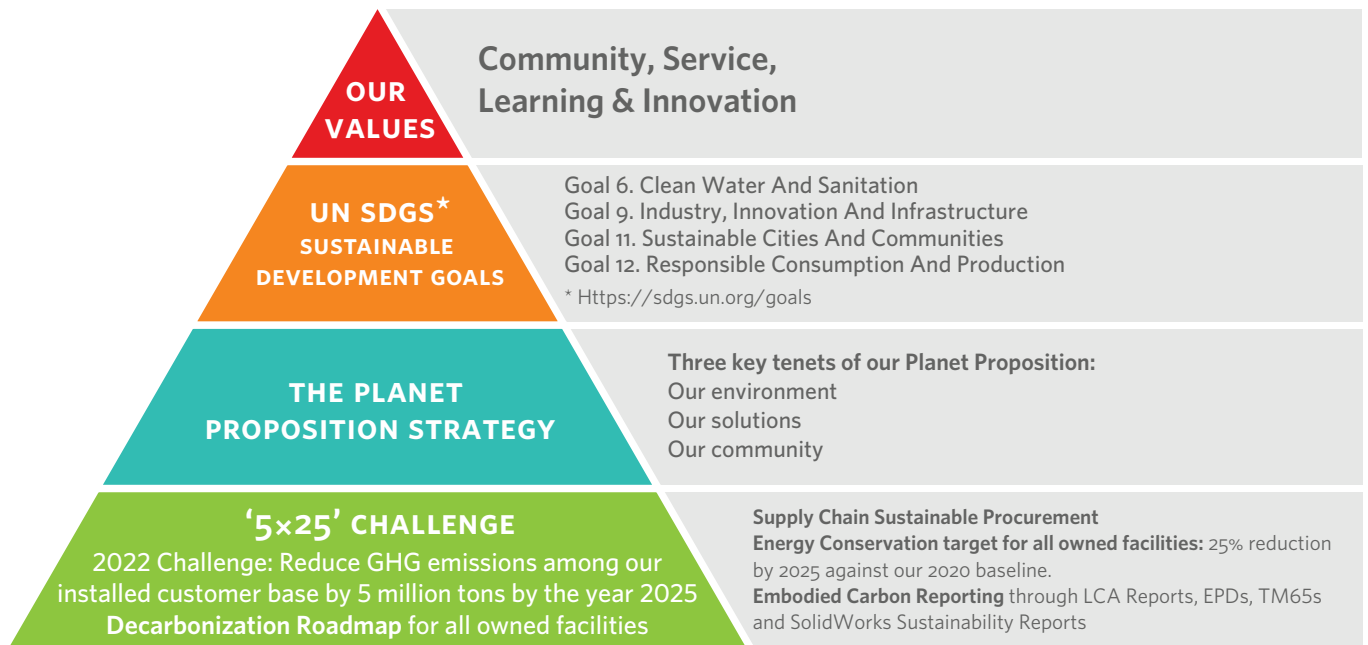 OUR
VALUES
Community, Service,
Learning & Innovation
UN SDGS*
SUSTAINABLE
DEVELOPMENT GOALS
Goal 6. Clean Water And Sanitation
Goal 9. Industry, Innovation And Infrastructure
Goal 11. Sustainable Cities And Communities
Goal 12. Responsible Consumption And Production
* Https://sdgs.un.org/goals
THE PLANET
PROPOSITION STRATEGY
Three key tenets of our Planet Proposition:
Our environment
Our solutions
Our community
‘5×25’ CHALLENGE
2022 Challenge: Reduce GHG emissions among our
installed customer base by 5 million tons by the year 2025
Decarbonization Roadmap for all owned facilities
Supply Chain Sustainable Procurement
Energy Conservation target for all owned facilities: 25% reduction
by 2025 against our 2020 baseline.
Embodied Carbon Reporting through LCA Reports, EPDs, TM65s
and SolidWorks Sustainability Reports